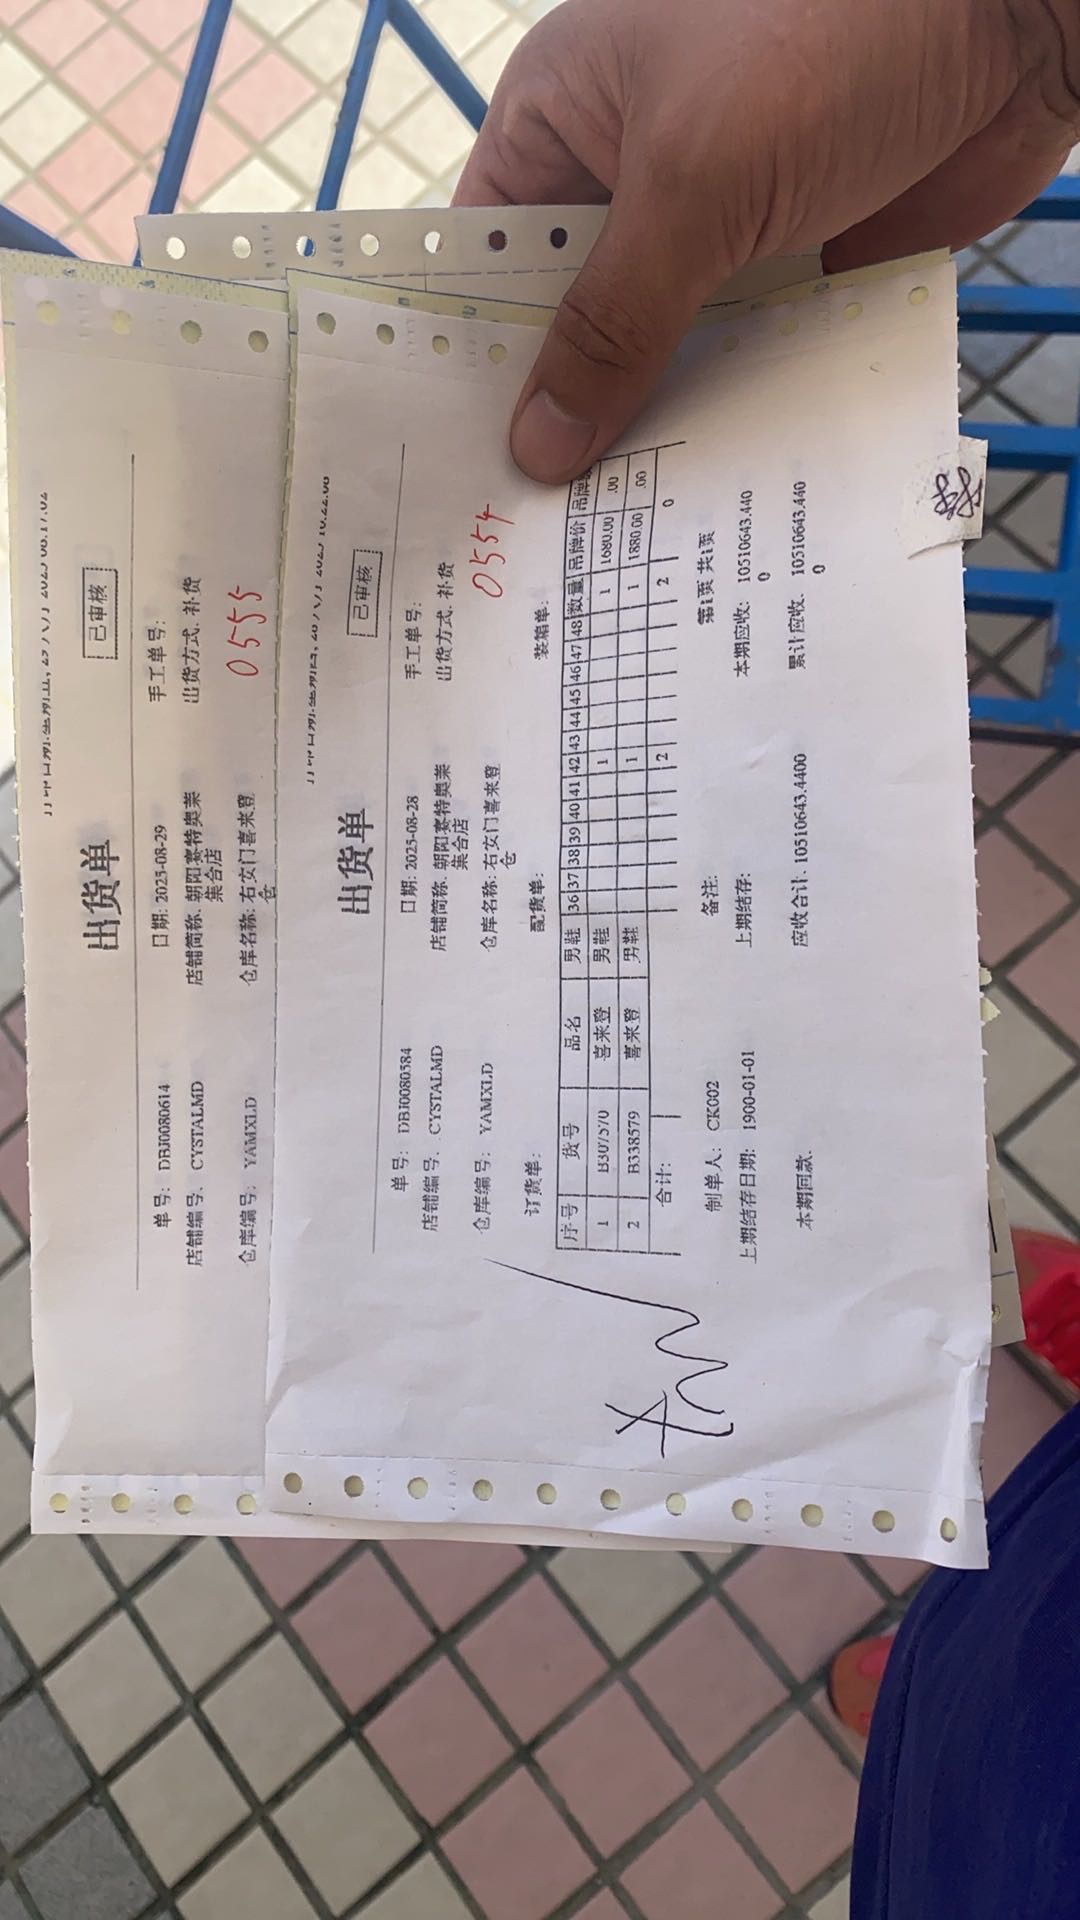 出货单
已审核
单号: DBJ0080614 日期: 2025-08-29 手工单号:
店铺编号: CYSTALMD 店铺简称: 朝阳赛特奥莱 出货方式: 补货
集合店
仓库编号: YAMXLD 仓库名称: 右安门喜来登 0555
仓
出货单
已审核
单号: DBJ0080584 日期: 2025-08-28 手工单号:
店铺编号: CYSTALMD 店铺简称: 朝阳赛特奥莱 出货方式: 补货
集合店
仓库编号: YAMXLD 仓库名称: 右安门喜来登 0554
仓
订货单: 配货单: 装箱单:
序号 货号 品名 男鞋 36 37 38 39 40 41 42 43 44 45 46 47 48 数量 吊牌价 吊牌
1 B307570 喜来登 男鞋 1 1 1680.00 .00
2 B338579 喜来登 男鞋 1 1 1880.00 .00
合计: 2 2 0
制单人: CK002 备注: 第1页 共1页
上期结存日期: 1900-01-01 上期结存: 本期应收: 10510643.440
0
本期回款: 应收合计: 10510643.4400 累计应收: 10510643.440
0